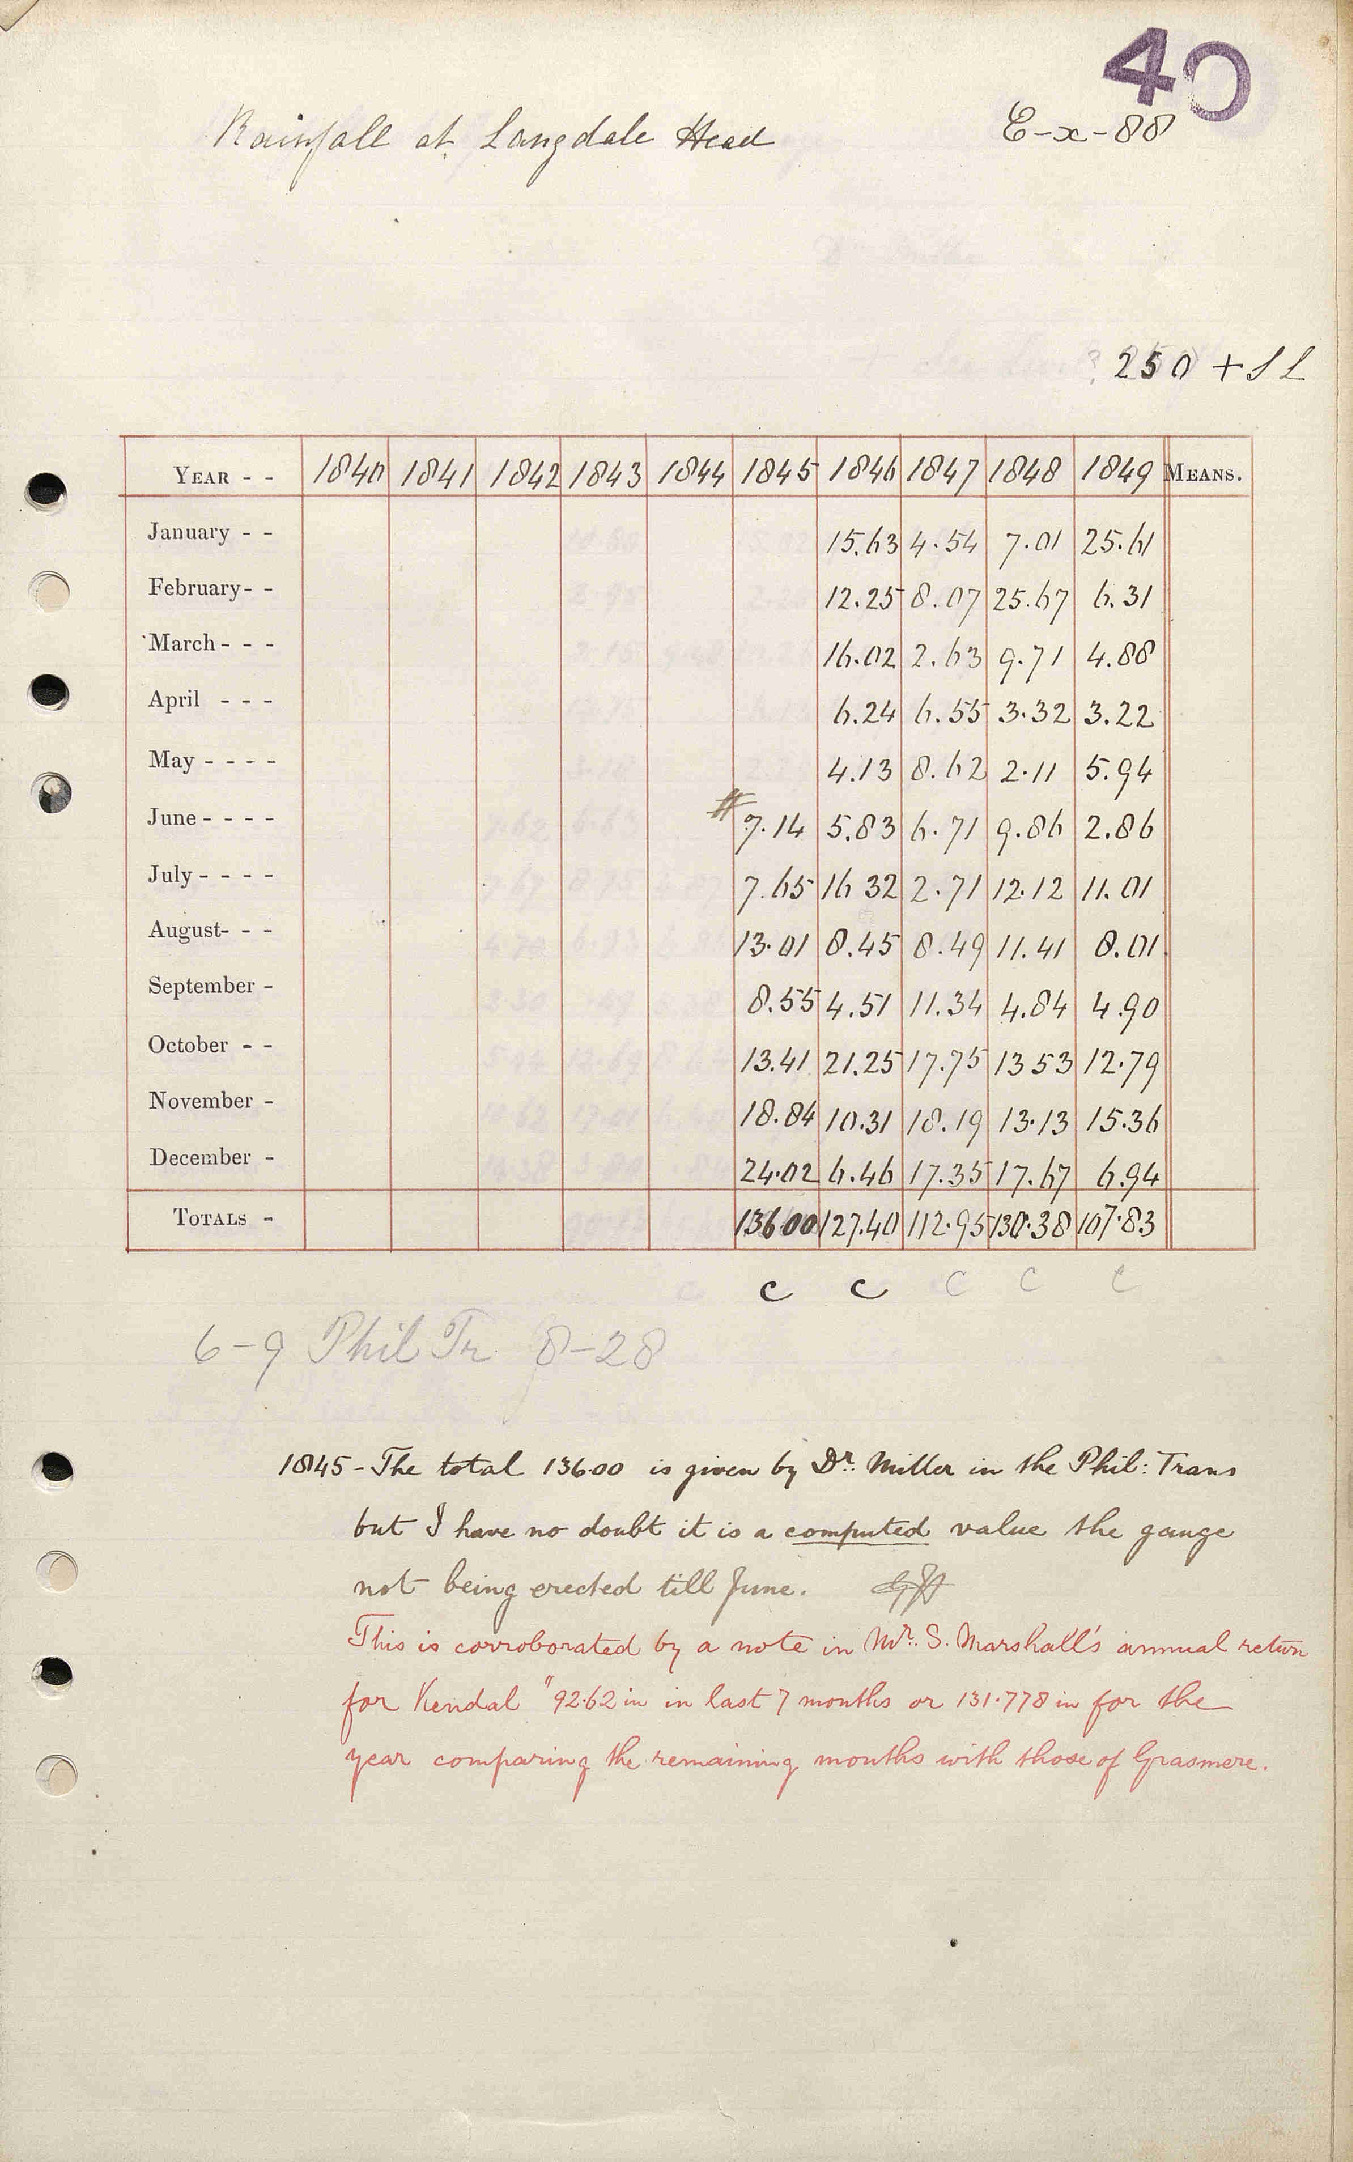 40
Rainfall at Langdale Head E-x-88
? 250 + S L
YEAR - - 1840 1841 1842 1843 1844 1845 1846 1847 1848 1849 MEANS.
January - - 15.63 4.54 7.01 25.61
February - - 12.25 8.07 25.67 6.31
March - - - 16.02 2.63 9.71 4.88
April - - - 6.24 6.55 3.32 3.22
May - - - - 4.13 8.62 2.11 5.94
June - - - - # 7.14 5.83 6.71 9.86 2.86
July - - - - 7.65 16 32 2.71 12.12 11.01
August- - - 13.01 8.45 8.49 11.41 8.01
September - 8.55 4.51 11.34 4.84 4.90
October - - 13.41 21.25 17.75 13 53 12.79
November - 18.84 10.31 18.19 13.13 15.36
December - 24.02 6.46 17.35 17.67 6.94
TOTALS - 136.00 127.40 112.95 130.38 107.83
c c c c c
6-9 Phil Tr 8-28
1845 - The total 136.00 is given by Dr. Miller in the Phil: Trans
but I have no doubt it is a computed value the gauge
not being erected till June.
This is corroborated by a note in Mr. S. Marshall's annual return
for Kendal "92.62 in in last 7 months or 131.778 in for the
year comparing the remaining months with those of Grasmere.